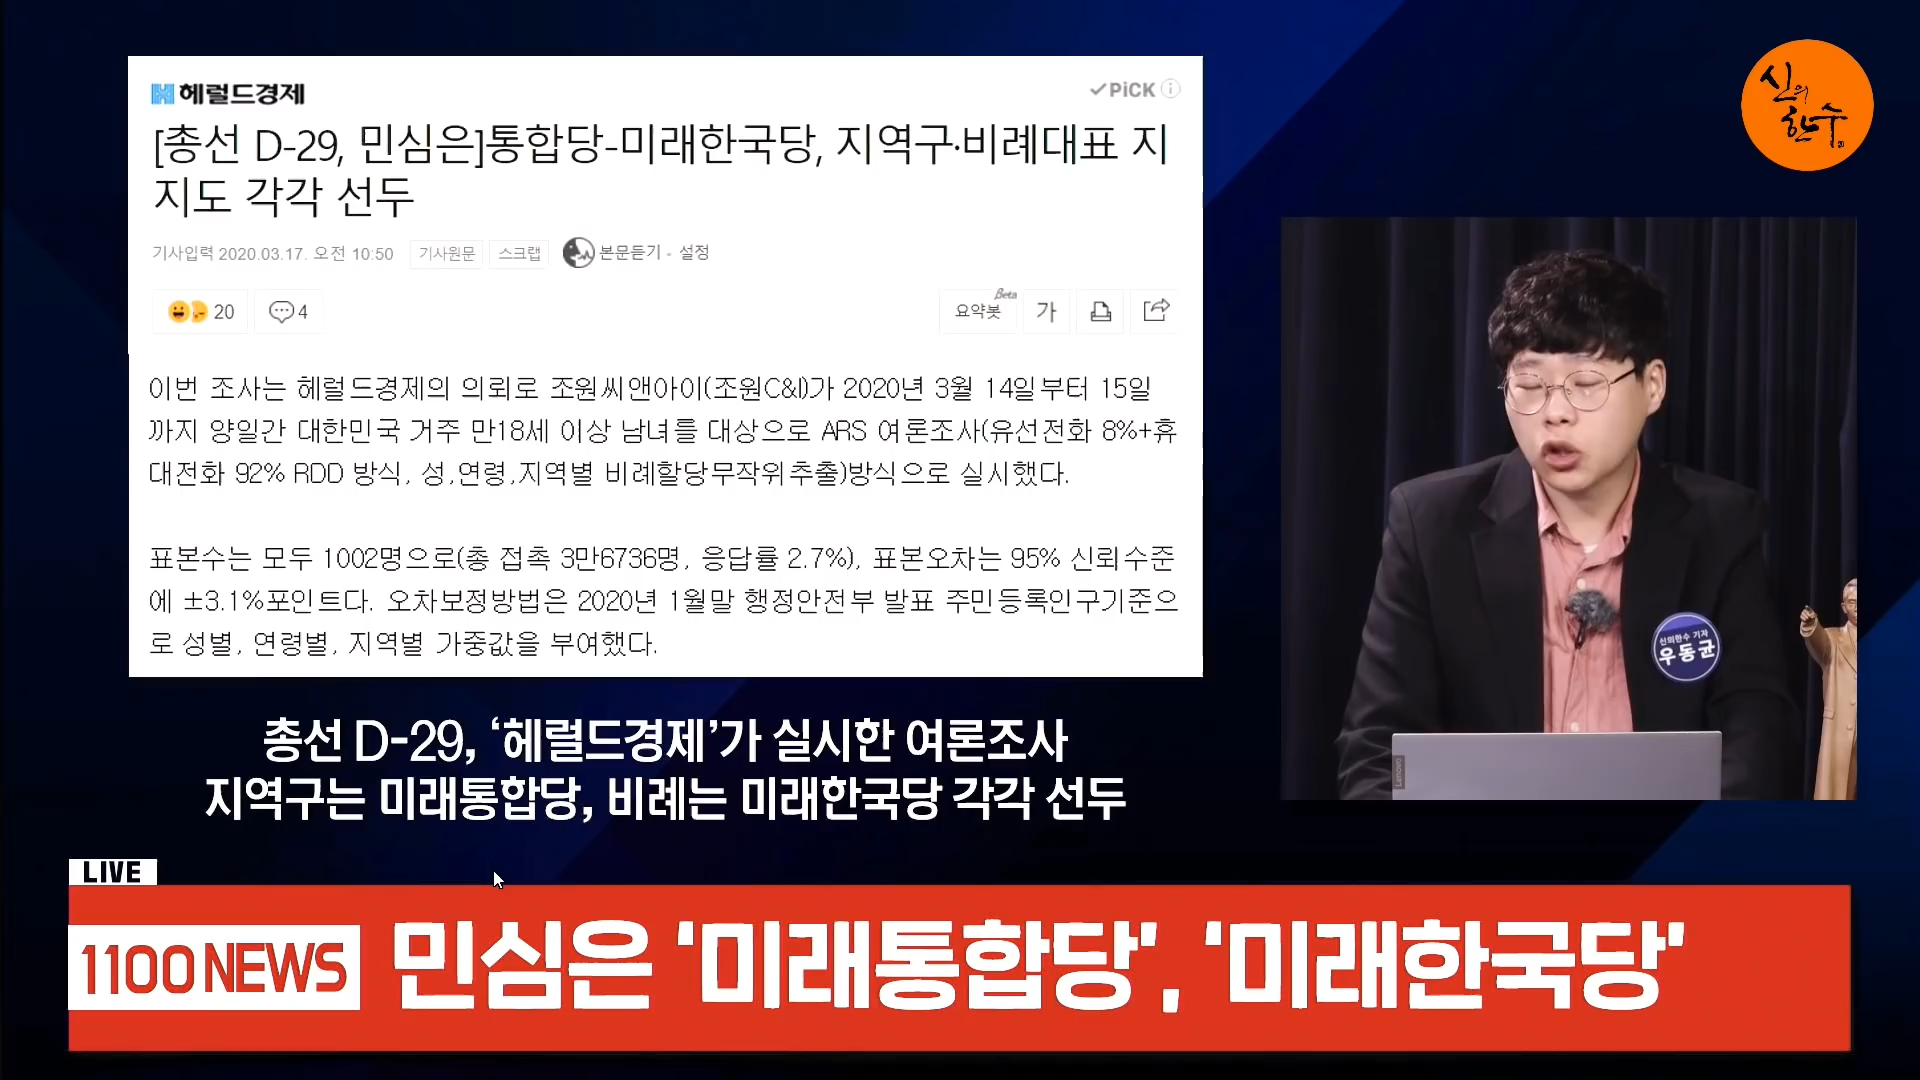 헤럴드경제
PiCK
[총선 D-29, 민심은]통합당-미래한국당, 지역구·비례대표 지
지도 각각 선두
기사입력 2020.03.17. 오전 10:50 기사원문 스크랩 본문듣기 - 설정
20 4
요약봇 Beta 가
이번 조사는 헤럴드경제의 의뢰로 조원씨앤아이(조원C&I)가 2020년 3월 14일부터 15일
까지 양일간 대한민국 거주 만18세 이상 남녀를 대상으로 ARS 여론조사(유선전화 8%+휴
대전화 92% RDD 방식, 성,연령,지역별 비례할당무작위추출)방식으로 실시했다.
표본수는 모두 1002명으로(총 접촉 3만6736명, 응답률 2.7%), 표본오차는 95% 신뢰수준
에 ±3.1%포인트다. 오차보정방법은 2020년 1월말 행정안전부 발표 주민등록인구기준으
로 성별, 연령별, 지역별 가중값을 부여했다.
총선 D-29, ‘헤럴드경제’가 실시한 여론조사
지역구는 미래통합당, 비례는 미래한국당 각각 선두
신의
한수
신의한수 기자
우동균
Lenovo
LIVE
1100 NEWS
민심은 ‘미래통합당’, ‘미래한국당’